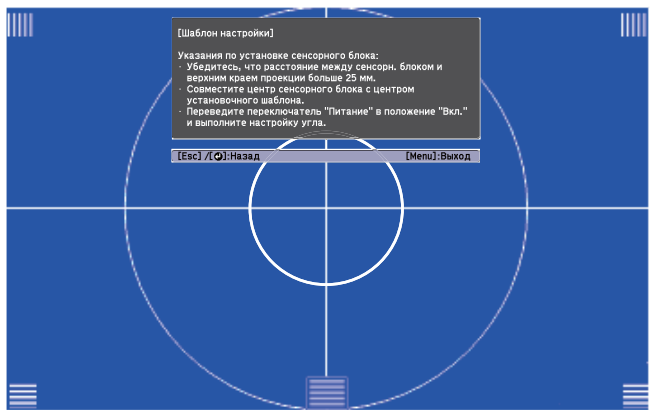 [Шаблон настройки]
Указания по установке сенсорного блока:
· Убедитесь, что расстояние между сенсорн. блоком и
верхним краем проекции больше 25 мм.
· Совместите центр сенсорного блока с центром
установочного шаблона.
· Переведите переключатель "Питание" в положение "Вкл."
и выполните настройку угла.
[Esc] /[⏎]:Назад [Menu]:Выход